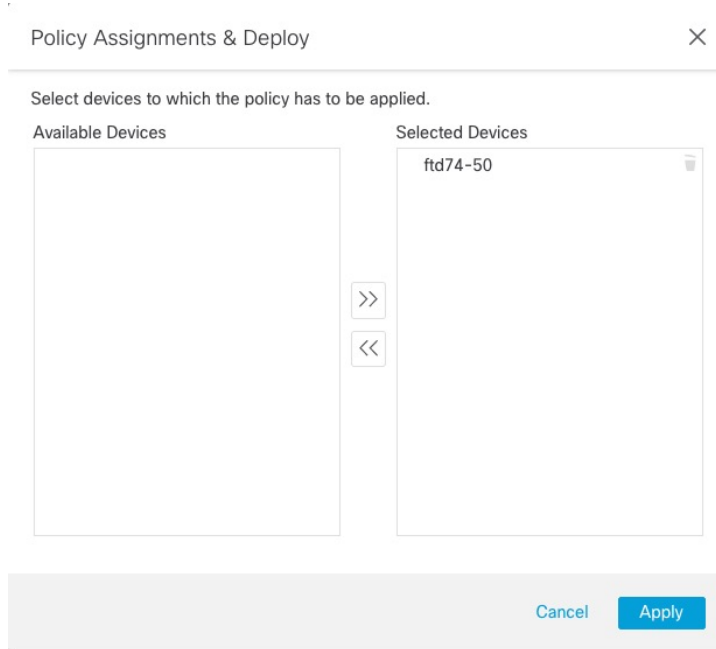 Policy Assignments & Deploy
Select devices to which the policy has to be applied.
Available Devices
Selected Devices
ftd74-50
>>
<<
Cancel
Apply